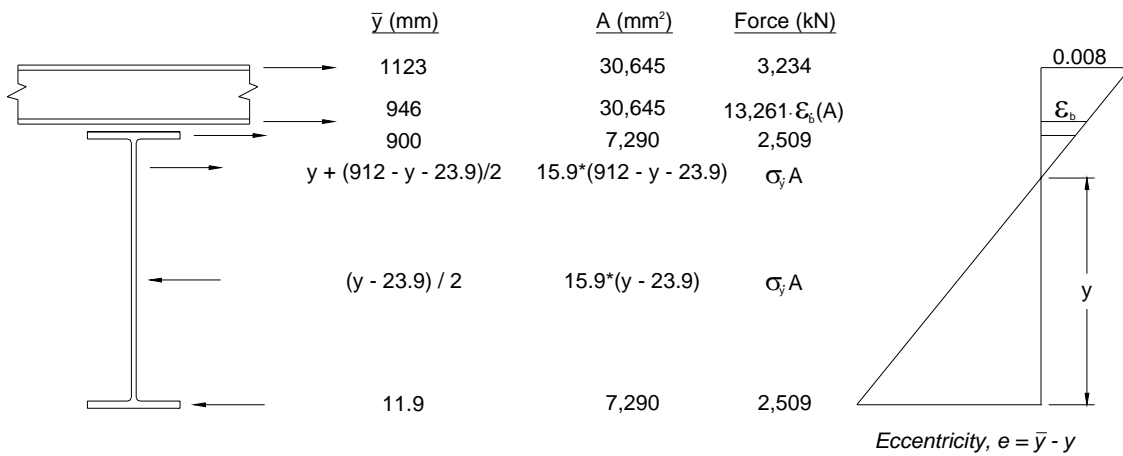 y̅ (mm) A (mm²) Force (kN)
1123 30,645 3,234 0.008
946 30,645 13,261·ε_b(A) ε_b
900 7,290 2,509
y + (912 - y - 23.9)/2 15.9*(912 - y - 23.9) σ_y A
(y - 23.9) / 2 15.9*(y - 23.9) σ_y A y
11.9 7,290 2,509
Eccentricity, e = y̅ - y